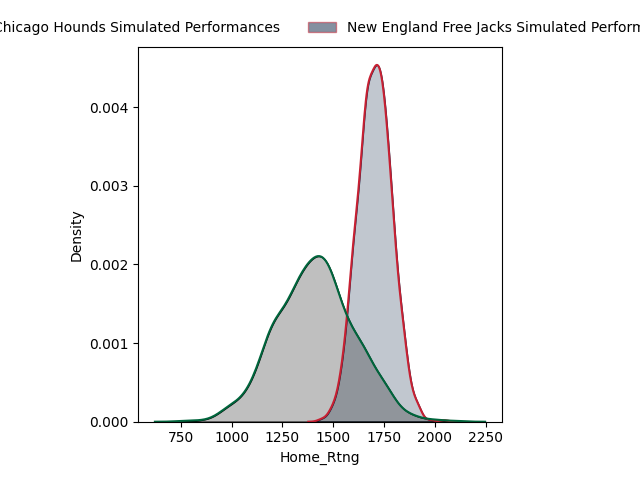 Chicago Hounds Simulated Performances New England Free Jacks Simulated Perform
0.004
0.003
0.002
0.001
0.000
Density
750 1000 1250 1500 1750 2000 2250
Home_Rtng